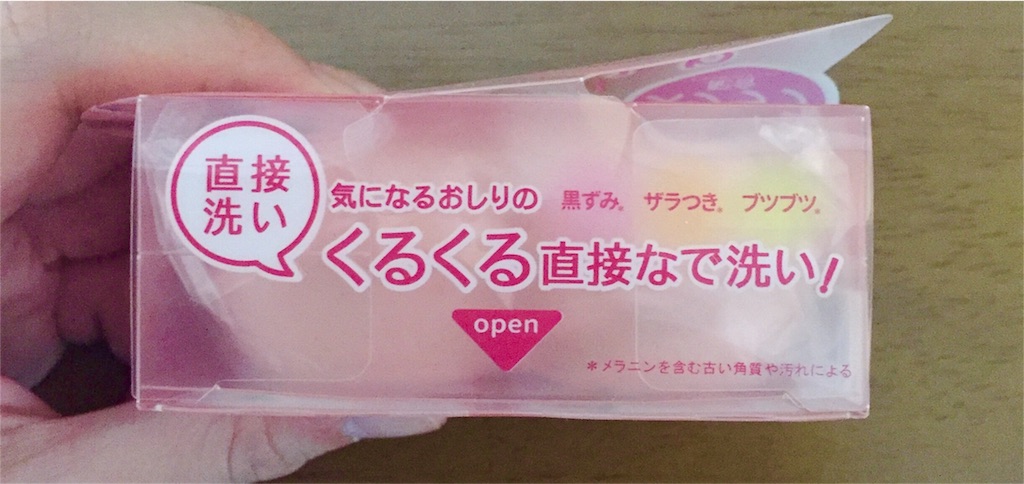 直接
洗い
気になるおしりの 黒ずみ* ザラつき* ブツブツ*
くるくる直接なで洗い!
open
*メラニンを含む古い角質や汚れによる